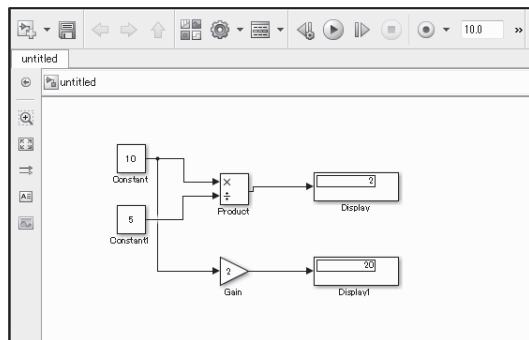 10.0
»
untitled
untitled
10
Constant
×
÷
Product
2
Display
5
Constant1
2
Gain
20
Display1